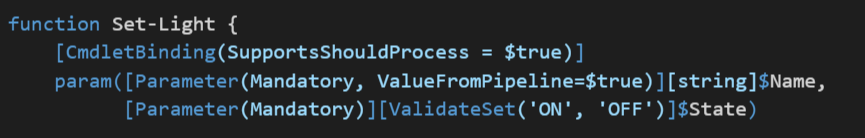 function Set-Light {
    [CmdletBinding(SupportsShouldProcess = $true)]
    param([Parameter(Mandatory, ValueFromPipeline=$true)][string]$Name,
          [Parameter(Mandatory)][ValidateSet('ON', 'OFF')]$State)